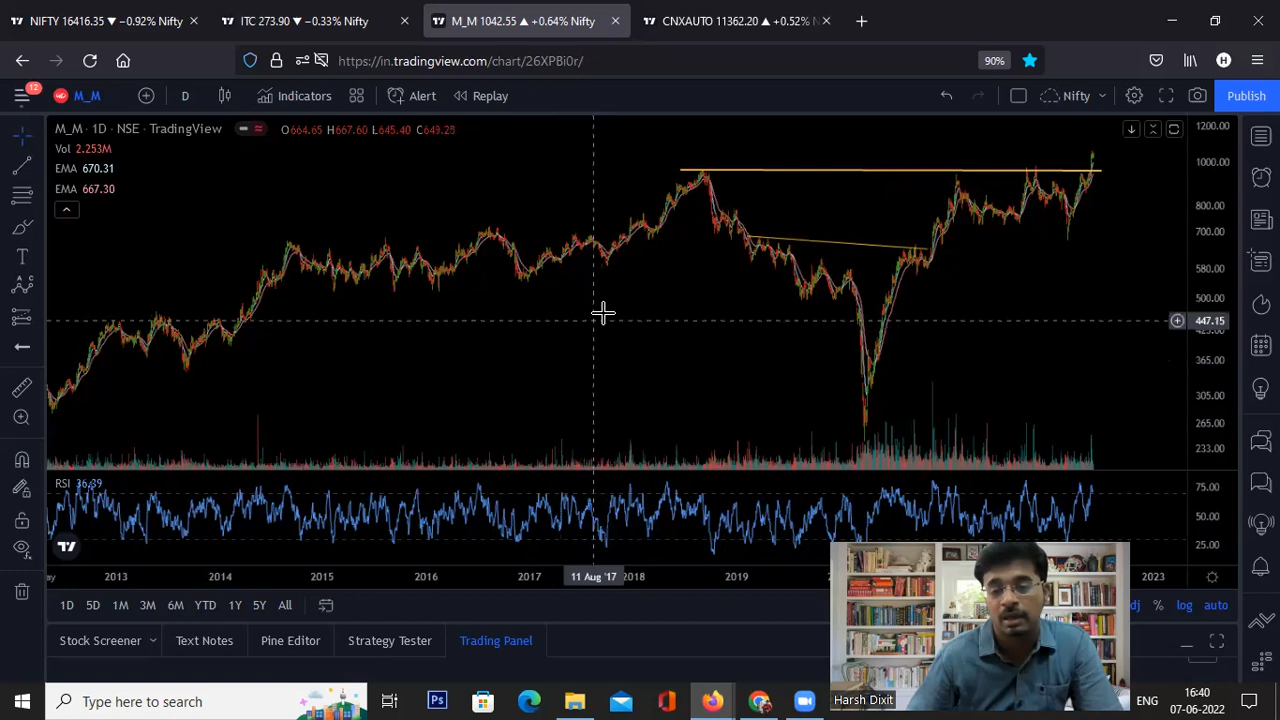 NIFTY 16416.35 ▼ −0.92% Nifty
ITC 273.90 ▼ −0.33% Nifty
M_M 1042.55 ▲ +0.64% Nifty
CNXAUTO 11362.20 ▲ +0.52% N
https://in.tradingview.com/chart/26XPBi0r/
90%
H
12
M_M
D
Indicators
Alert
Replay
Nifty
Publish
M_M · 1D · NSE · TradingView
O664.65 H667.60 L645.40 C649.28
Vol 2.253M
EMA 670.31
EMA 667.30
1200.00
1000.00
800.00
700.00
580.00
500.00
447.15
425.00
365.00
305.00
265.00
233.00
RSI 36.39
75.00
50.00
25.00
2013
2014
2015
2016
2017
11 Aug '17
2018
2019
2023
1D 5D 1M 3M 6M YTD 1Y 5Y All
% log auto
Stock Screener
Text Notes
Pine Editor
Strategy Tester
Trading Panel
Harsh Dixit
Type here to search
Ps
ENG
07-06-2022